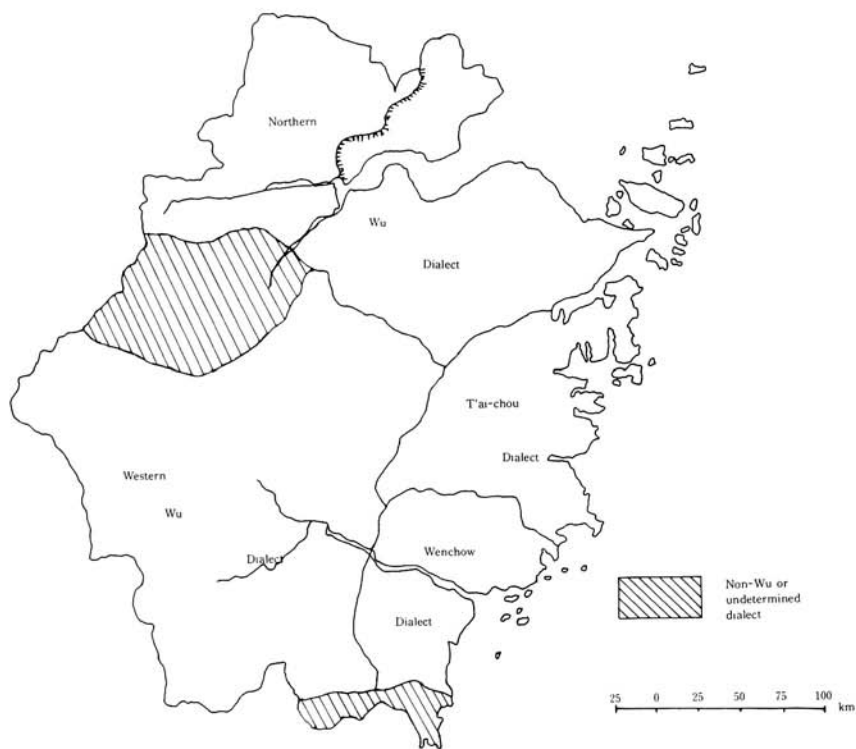 Northern
Wu
Dialect
T'ai-chou
Dialect
Western
Wu
Dialect
Wenchow
Dialect
Non-Wu or
undetermined
dialect
25 0 25 50 75 100
km